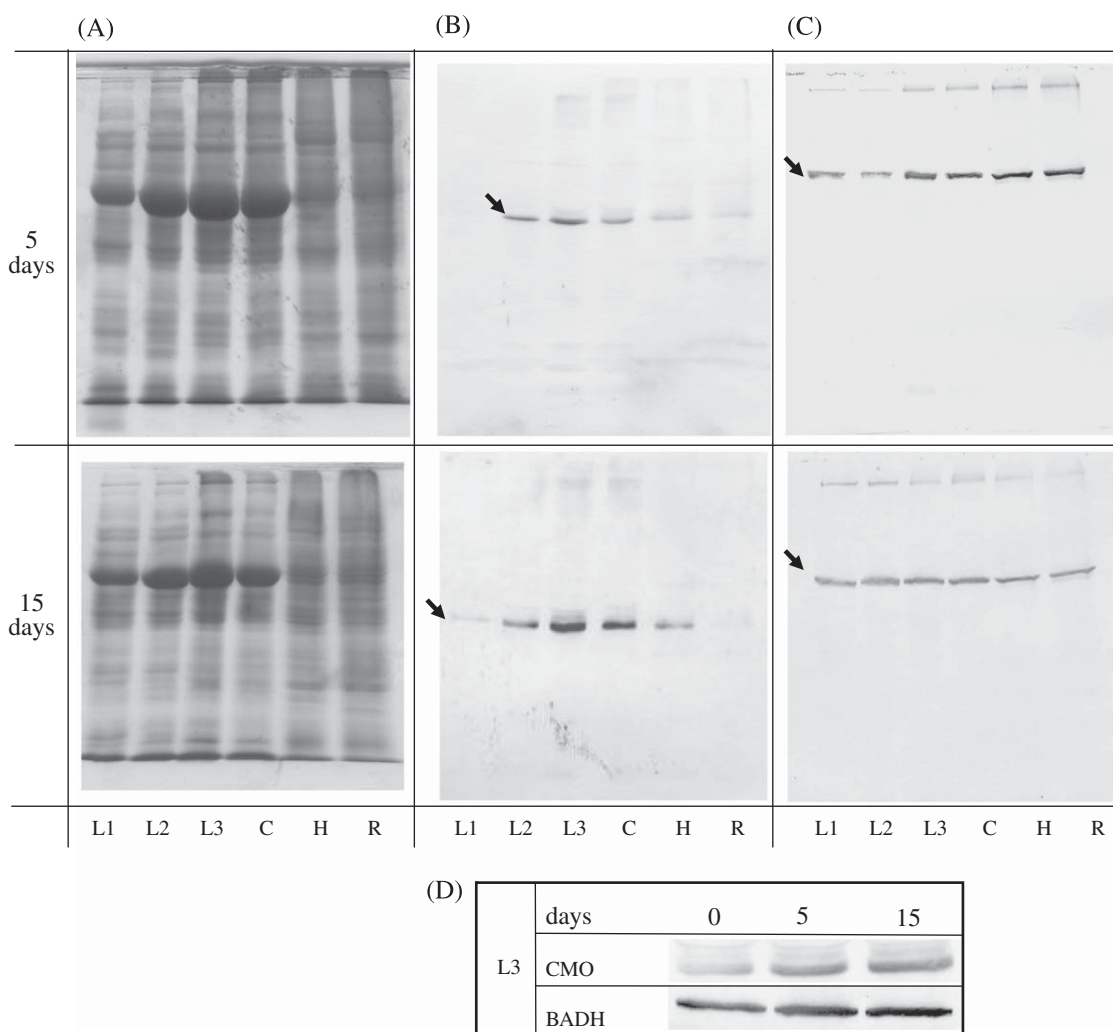 (A) (B) (C)
5
days
15
days
L1 L2 L3 C H R L1 L2 L3 C H R L1 L2 L3 C H R
(D)
days 0 5 15
L3 CMO
BADH